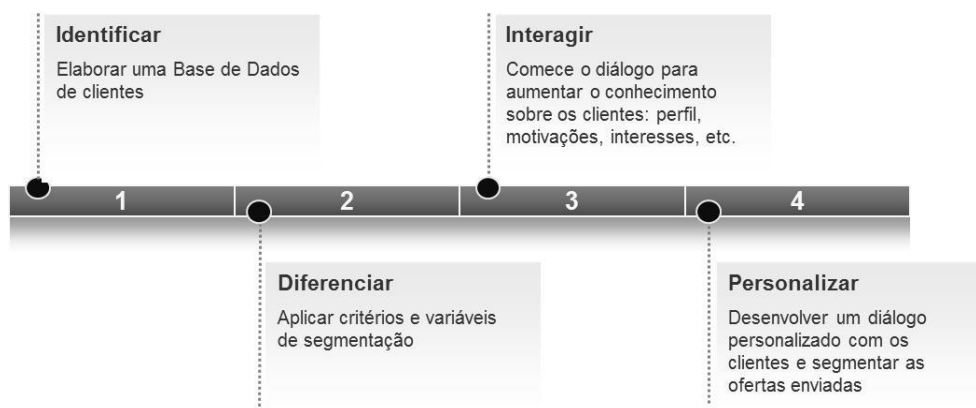 Identificar
Elaborar uma Base de Dados
de clientes
Interagir
Comece o diálogo para
aumentar o conhecimento
sobre os clientes: perfil,
motivações, interesses, etc.
1
2
3
4
Diferenciar
Aplicar critérios e variáveis
de segmentação
Personalizar
Desenvolver um diálogo
personalizado com os
clientes e segmentar as
ofertas enviadas